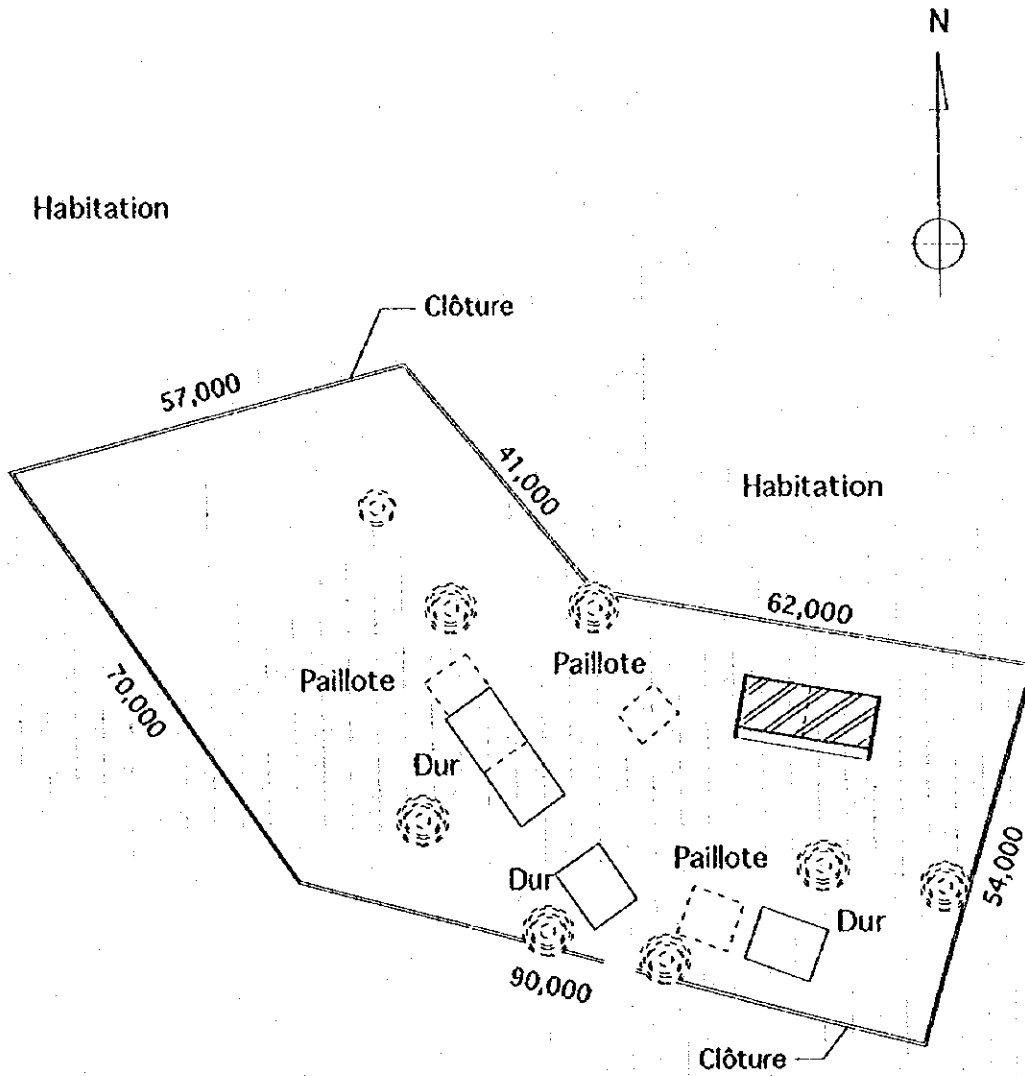 N
Habitation
Clôture
57,000
41,000
Habitation
62,000
Paillote
Paillote
70,000
Dur
Paillote
Dur
54,000
Dur
90,000
Clôture